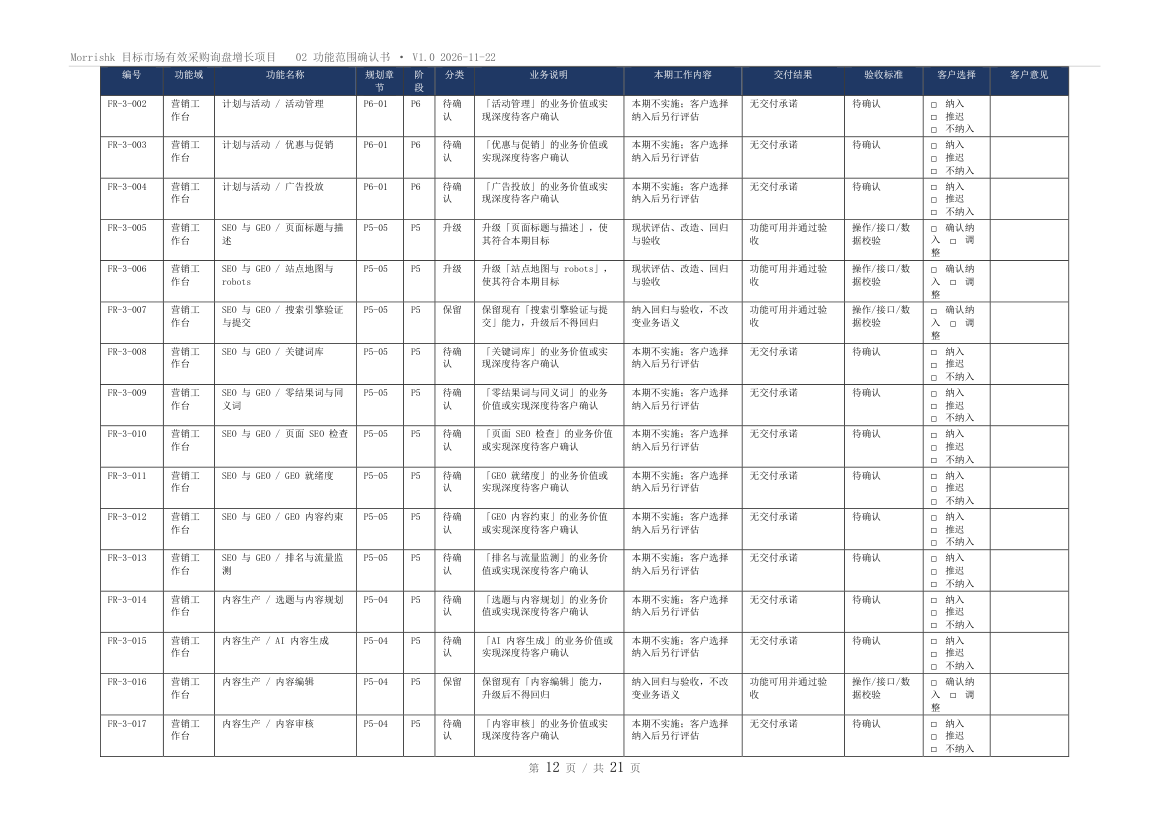 Morrishk 目标市场有效采购询盘增长项目 02 功能范围确认书 • V1.0 2026-11-22
编号 功能域 功能名称 规划章节 阶段 分类 业务说明 本期工作内容 交付结果 验收标准 客户选择 客户意见
FR-3-002 营销工作台 计划与活动 / 活动管理 P6-01 P6 待确认 「活动管理」的业务价值或实现深度待客户确认 本期不实施；客户选择纳入后另行评估 无交付承诺 待确认 □ 纳入 □ 推迟 □ 不纳入
FR-3-003 营销工作台 计划与活动 / 优惠与促销 P6-01 P6 待确认 「优惠与促销」的业务价值或实现深度待客户确认 本期不实施；客户选择纳入后另行评估 无交付承诺 待确认 □ 纳入 □ 推迟 □ 不纳入
FR-3-004 营销工作台 计划与活动 / 广告投放 P6-01 P6 待确认 「广告投放」的业务价值或实现深度待客户确认 本期不实施；客户选择纳入后另行评估 无交付承诺 待确认 □ 纳入 □ 推迟 □ 不纳入
FR-3-005 营销工作台 SEO 与 GEO / 页面标题与描述 P5-05 P5 升级 升级「页面标题与描述」，使其符合本期目标 现状评估、改造、回归与验收 功能可用并通过验收 操作/接口/数据校验 □ 确认纳入 □ 调整
FR-3-006 营销工作台 SEO 与 GEO / 站点地图与 robots P5-05 P5 升级 升级「站点地图与 robots」，使其符合本期目标 现状评估、改造、回归与验收 功能可用并通过验收 操作/接口/数据校验 □ 确认纳入 □ 调整
FR-3-007 营销工作台 SEO 与 GEO / 搜索引擎验证与提交 P5-05 P5 保留 保留现有「搜索引擎验证与提交」能力，升级后不得回归 纳入回归与验收，不改变业务语义 功能可用并通过验收 操作/接口/数据校验 □ 确认纳入 □ 调整
FR-3-008 营销工作台 SEO 与 GEO / 关键词库 P5-05 P5 待确认 「关键词库」的业务价值或实现深度待客户确认 本期不实施；客户选择纳入后另行评估 无交付承诺 待确认 □ 纳入 □ 推迟 □ 不纳入
FR-3-009 营销工作台 SEO 与 GEO / 零结果词与同义词 P5-05 P5 待确认 「零结果词与同义词」的业务价值或实现深度待客户确认 本期不实施；客户选择纳入后另行评估 无交付承诺 待确认 □ 纳入 □ 推迟 □ 不纳入
FR-3-010 营销工作台 SEO 与 GEO / 页面 SEO 检查 P5-05 P5 待确认 「页面 SEO 检查」的业务价值或实现深度待客户确认 本期不实施；客户选择纳入后另行评估 无交付承诺 待确认 □ 纳入 □ 推迟 □ 不纳入
FR-3-011 营销工作台 SEO 与 GEO / GEO 就绪度 P5-05 P5 待确认 「GEO 就绪度」的业务价值或实现深度待客户确认 本期不实施；客户选择纳入后另行评估 无交付承诺 待确认 □ 纳入 □ 推迟 □ 不纳入
FR-3-012 营销工作台 SEO 与 GEO / GEO 内容约束 P5-05 P5 待确认 「GEO 内容约束」的业务价值或实现深度待客户确认 本期不实施；客户选择纳入后另行评估 无交付承诺 待确认 □ 纳入 □ 推迟 □ 不纳入
FR-3-013 营销工作台 SEO 与 GEO / 排名与流量监测 P5-05 P5 待确认 「排名与流量监测」的业务价值或实现深度待客户确认 本期不实施；客户选择纳入后另行评估 无交付承诺 待确认 □ 纳入 □ 推迟 □ 不纳入
FR-3-014 营销工作台 内容生产 / 选题与内容规划 P5-04 P5 待确认 「选题与内容规划」的业务价值或实现深度待客户确认 本期不实施；客户选择纳入后另行评估 无交付承诺 待确认 □ 纳入 □ 推迟 □ 不纳入
FR-3-015 营销工作台 内容生产 / AI 内容生成 P5-04 P5 待确认 「AI 内容生成」的业务价值或实现深度待客户确认 本期不实施；客户选择纳入后另行评估 无交付承诺 待确认 □ 纳入 □ 推迟 □ 不纳入
FR-3-016 营销工作台 内容生产 / 内容编辑 P5-04 P5 保留 保留现有「内容编辑」能力，升级后不得回归 纳入回归与验收，不改变业务语义 功能可用并通过验收 操作/接口/数据校验 □ 确认纳入 □ 调整
FR-3-017 营销工作台 内容生产 / 内容审核 P5-04 P5 待确认 「内容审核」的业务价值或实现深度待客户确认 本期不实施；客户选择纳入后另行评估 无交付承诺 待确认 □ 纳入 □ 推迟 □ 不纳入
第 12 页 / 共 21 页